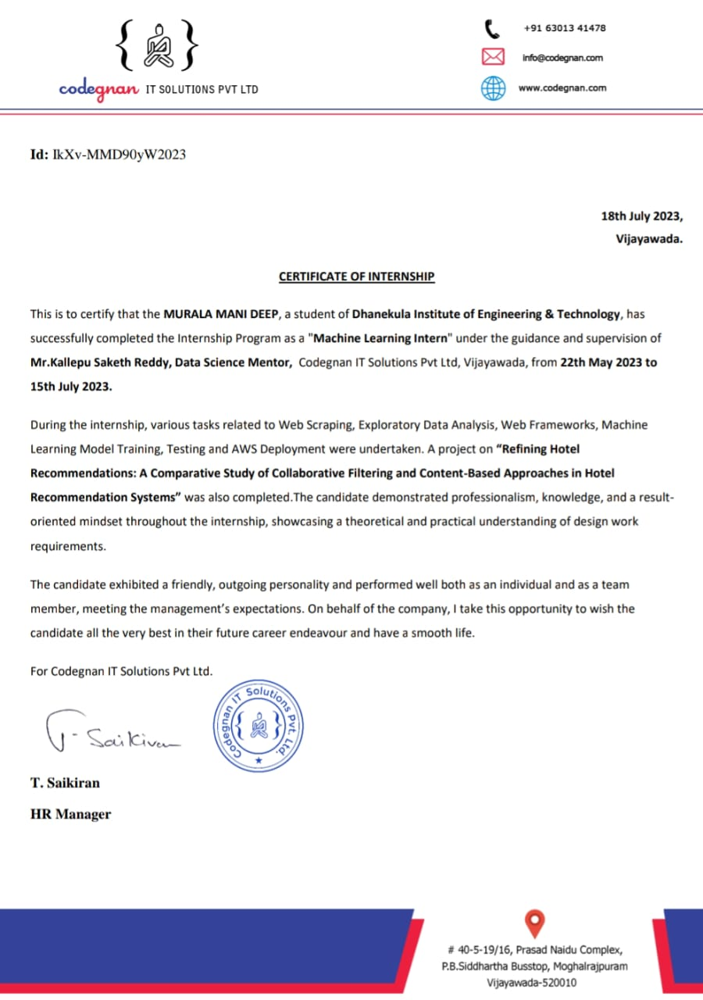 +91 63013 41478
info@codegnan.com
codegnan IT SOLUTIONS PVT LTD
www.codegnan.com
Id: IkXv-MMD90yW2023
18th July 2023,
Vijayawada.
CERTIFICATE OF INTERNSHIP
This is to certify that the MURALA MANI DEEP, a student of Dhanekula Institute of Engineering & Technology, has
successfully completed the Internship Program as a "Machine Learning Intern" under the guidance and supervision of
Mr.Kallepu Saketh Reddy, Data Science Mentor, Codegnan IT Solutions Pvt Ltd, Vijayawada, from 22th May 2023 to
15th July 2023.
During the internship, various tasks related to Web Scraping, Exploratory Data Analysis, Web Frameworks, Machine
Learning Model Training, Testing and AWS Deployment were undertaken. A project on “Refining Hotel
Recommendations: A Comparative Study of Collaborative Filtering and Content-Based Approaches in Hotel
Recommendation Systems” was also completed.The candidate demonstrated professionalism, knowledge, and a result-
oriented mindset throughout the internship, showcasing a theoretical and practical understanding of design work
requirements.
The candidate exhibited a friendly, outgoing personality and performed well both as an individual and as a team
member, meeting the management’s expectations. On behalf of the company, I take this opportunity to wish the
candidate all the very best in their future career endeavour and have a smooth life.
For Codegnan IT Solutions Pvt Ltd.
Codegnan IT Solutions Pvt. Ltd.
T. Saikiran
T. Saikiran
HR Manager
# 40-5-19/16, Prasad Naidu Complex,
P.B.Siddhartha Busstop, Moghalrajpuram
Vijayawada-520010